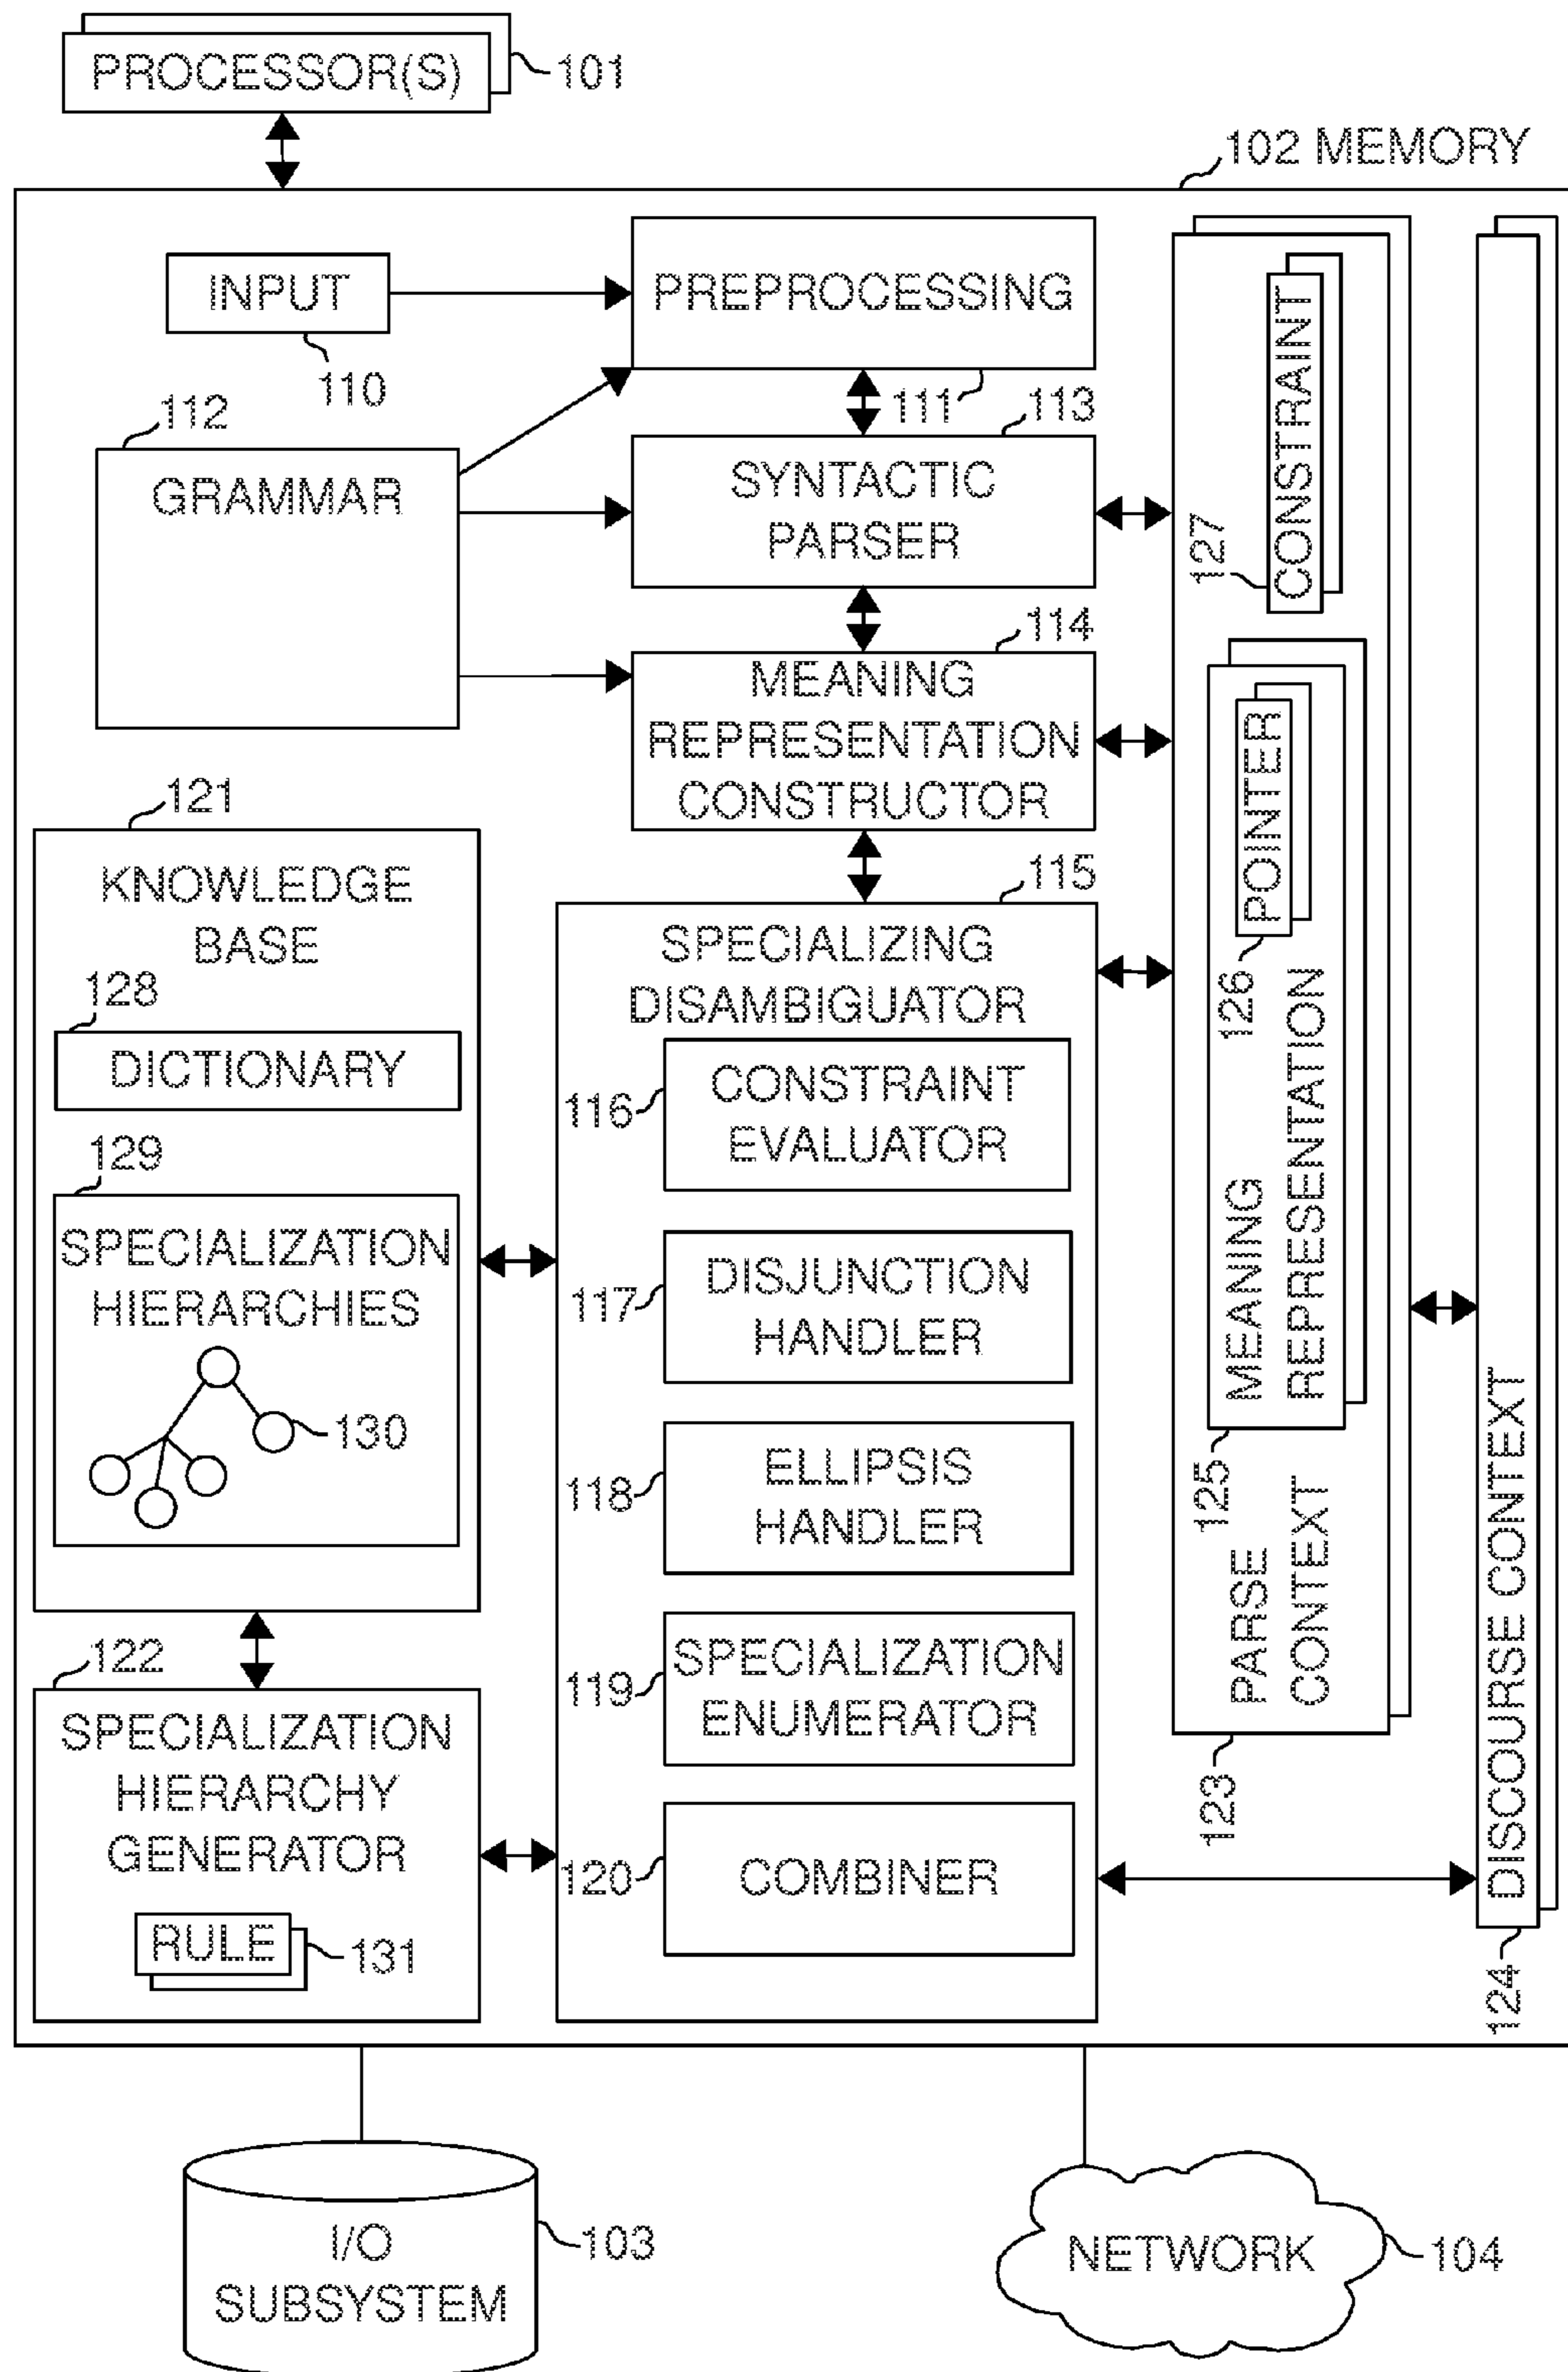 PROCESSOR(S)
101
102 MEMORY
INPUT
110
PREPROCESSING
111
112
GRAMMAR
113
SYNTACTIC
PARSER
114
MEANING
REPRESENTATION
CONSTRUCTOR
121
KNOWLEDGE
BASE
128
DICTIONARY
129
SPECIALIZATION
HIERARCHIES
130
122
SPECIALIZATION
HIERARCHY
GENERATOR
RULE
131
115
SPECIALIZING
DISAMBIGUATOR
116
CONSTRAINT
EVALUATOR
117
DISJUNCTION
HANDLER
118
ELLIPSIS
HANDLER
119
SPECIALIZATION
ENUMERATOR
120
COMBINER
127
CONSTRAINT
POINTER
126
MEANING
REPRESENTATION
125
PARSE
CONTEXT
123
DISCOURSE CONTEXT
124
I/O
SUBSYSTEM
103
NETWORK
104